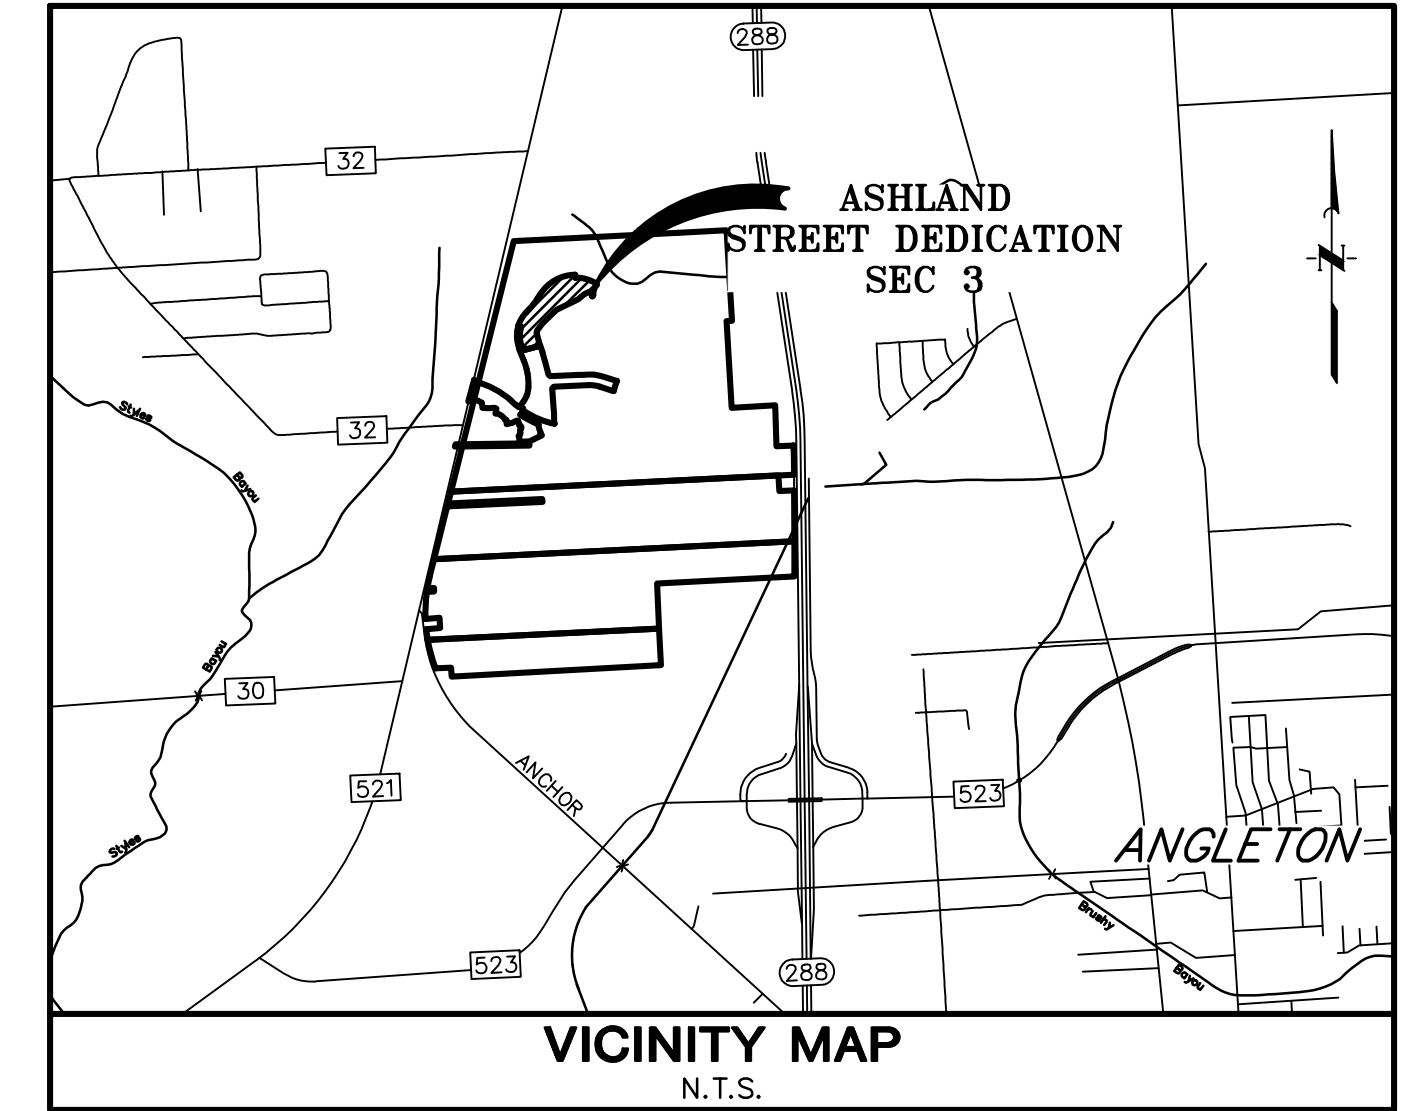 288
32
ASHLAND
STREET DEDICATION
SEC 3
N
Styles
32
Bayou
Bayou
30
521
ANCHOR
523
Styles
ANGLETON
Brushy
523
288
Bayou
VICINITY MAP
N.T.S.